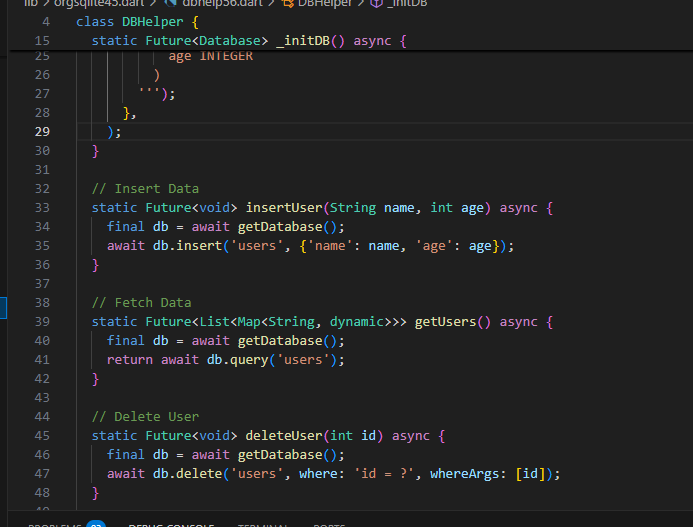 lib > orgsqlite45.dart > dbhelp56.dart > DBHelper > _initDB
4 class DBHelper {
15 static Future<Database> _initDB() async {
25 age INTEGER
26 )
27 ''');
28 },
29 );
30 }
31
32 // Insert Data
33 static Future<void> insertUser(String name, int age) async {
34 final db = await getDatabase();
35 await db.insert('users', {'name': name, 'age': age});
36 }
37
38 // Fetch Data
39 static Future<List<Map<String, dynamic>>> getUsers() async {
40 final db = await getDatabase();
41 return await db.query('users');
42 }
43
44 // Delete User
45 static Future<void> deleteUser(int id) async {
46 final db = await getDatabase();
47 await db.delete('users', where: 'id = ?', whereArgs: [id]);
48 }
PROBLEMS DEBUG CONSOLE TERMINAL PORTS